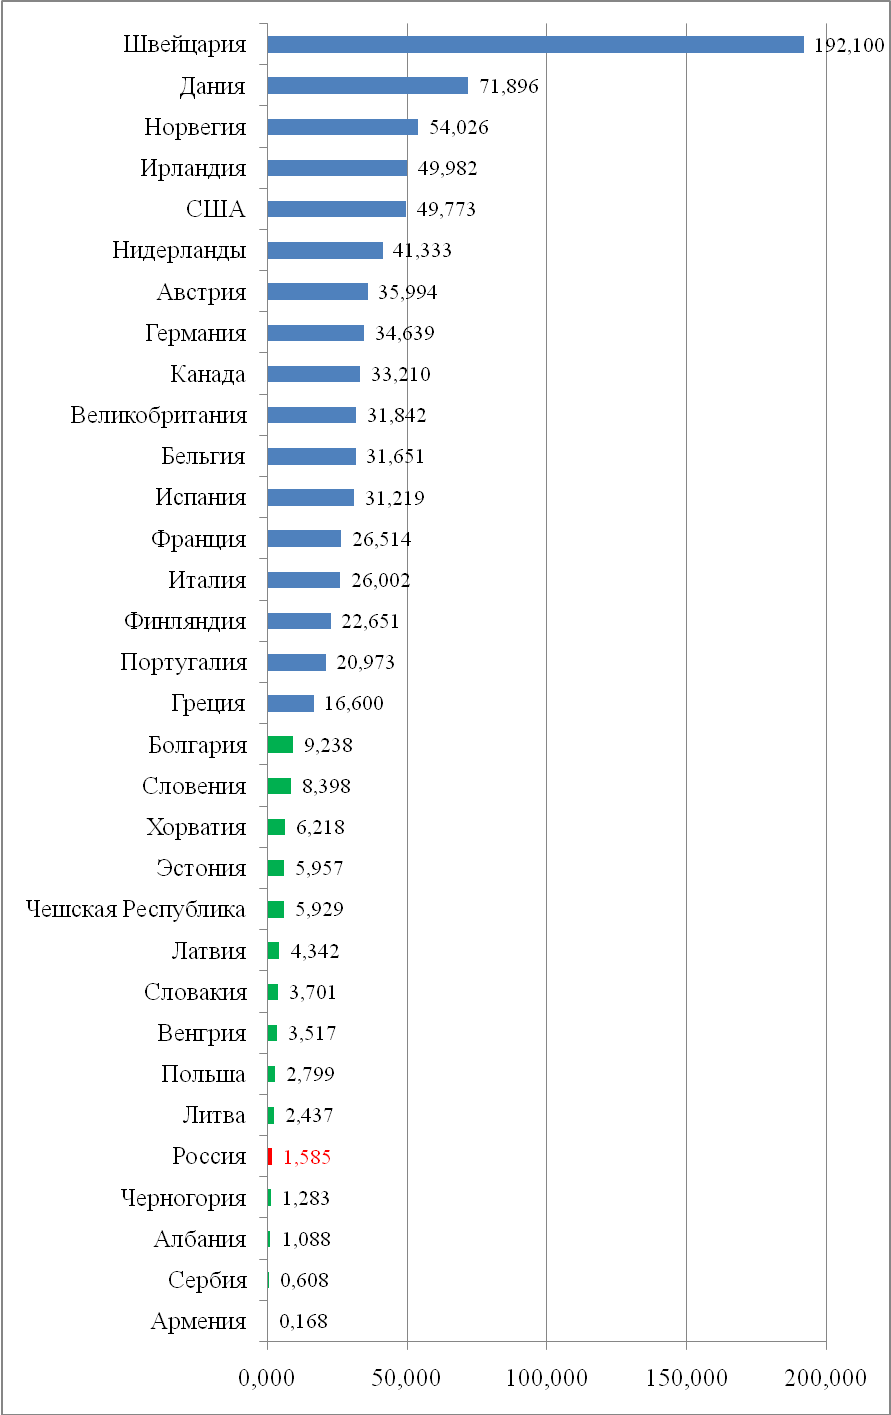 Швейцария 192,100
Дания 71,896
Норвегия 54,026
Ирландия 49,982
США 49,773
Нидерланды 41,333
Австрия 35,994
Германия 34,639
Канада 33,210
Великобритания 31,842
Бельгия 31,651
Испания 31,219
Франция 26,514
Италия 26,002
Финляндия 22,651
Португалия 20,973
Греция 16,600
Болгария 9,238
Словения 8,398
Хорватия 6,218
Эстония 5,957
Чешская Республика 5,929
Латвия 4,342
Словакия 3,701
Венгрия 3,517
Польша 2,799
Литва 2,437
Россия 1,585
Черногория 1,283
Албания 1,088
Сербия 0,608
Армения 0,168
0,000 50,000 100,000 150,000 200,000